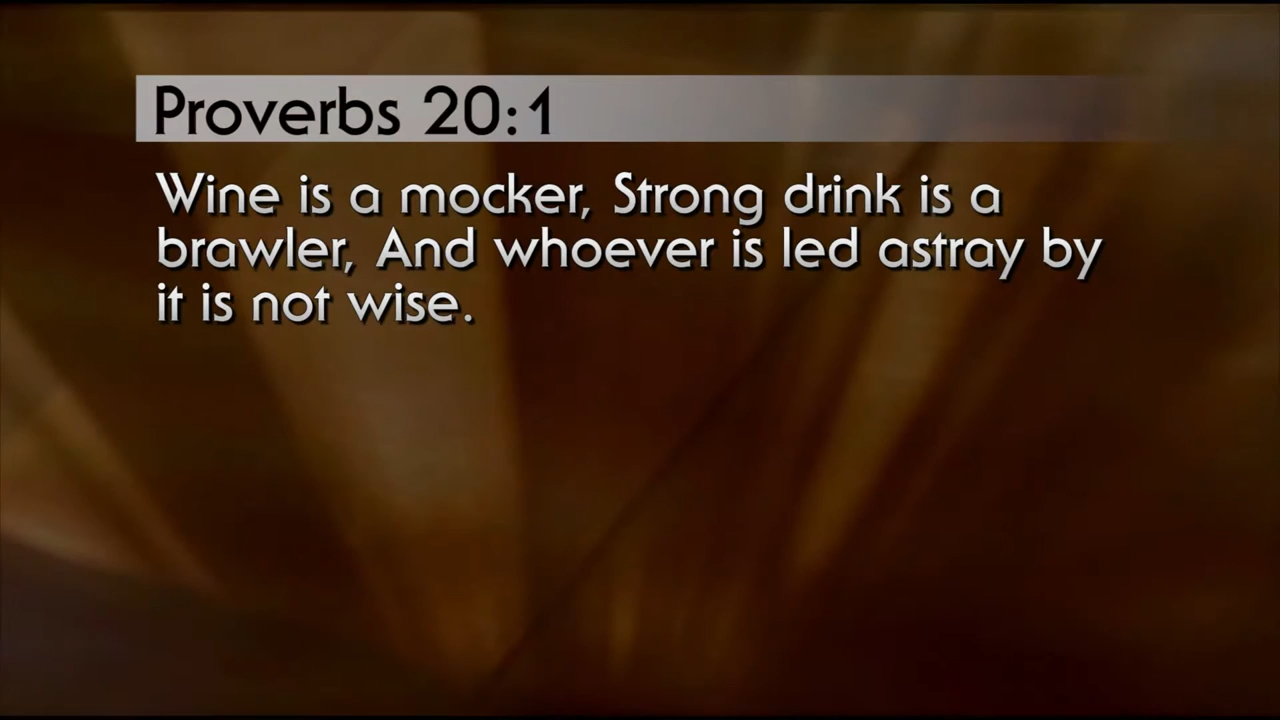 Proverbs 20:1
Wine is a mocker, Strong drink is a
brawler, And whoever is led astray by
it is not wise.